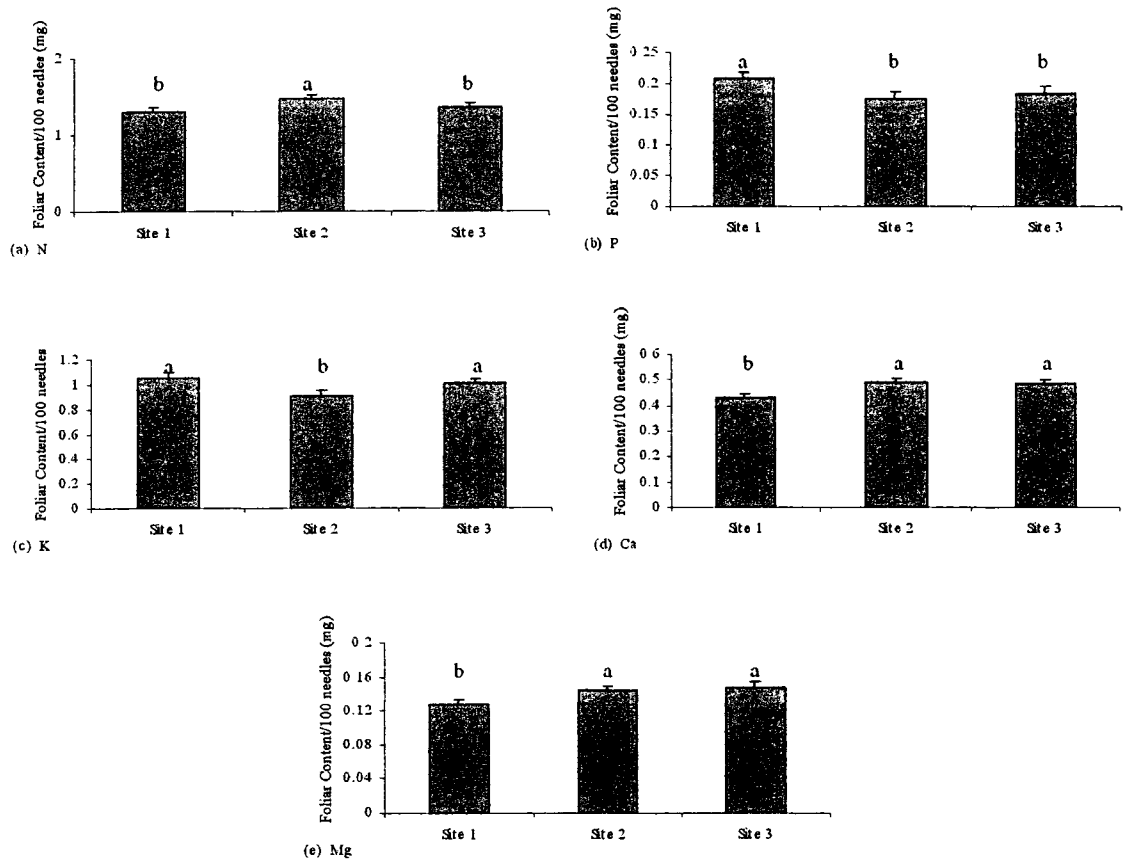 Foliar Content/100 needles (mg)
2
1
0
b
a
b
Site 1
Site 2
Site 3
(a) N
Foliar Content/100 needles (mg)
0.25
0.2
0.15
0.1
0.05
0
a
b
b
Site 1
Site 2
Site 3
(b) P
Foliar Content/100 needles
1.2
1
0.8
0.6
0.4
0.2
0
a
b
a
Site 1
Site 2
Site 3
(c) K
Foliar Content/100 needles (mg)
0.6
0.5
0.4
0.3
0.2
0.1
0
b
a
a
Site 1
Site 2
Site 3
(d) Ca
Foliar Content/100 needles (mg)
0.2
0.16
0.12
0.08
0.04
0
b
a
a
Site 1
Site 2
Site 3
(e) Mg